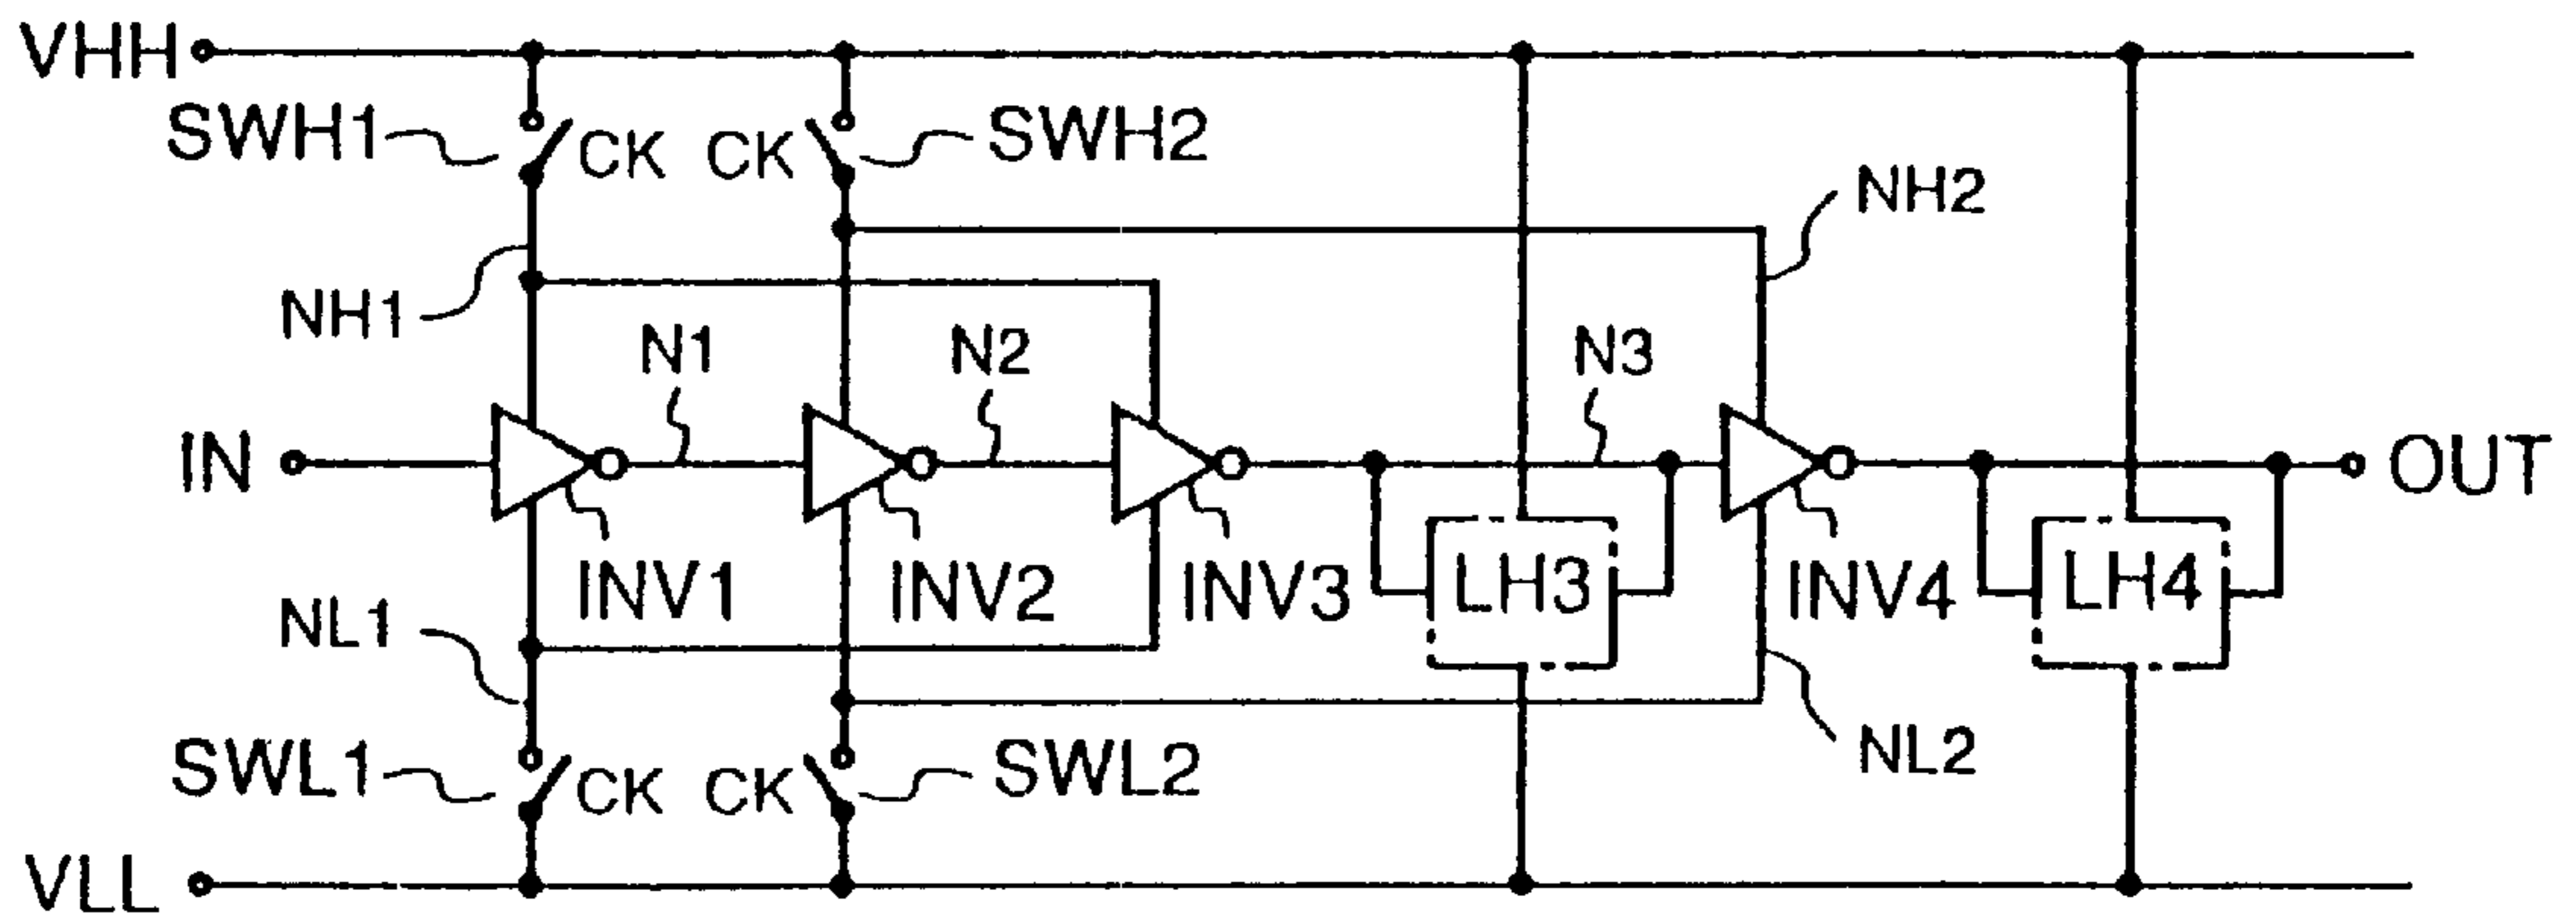 VHH
SWH1 CK CK SWH2
NH2
NH1
N1 N2 N3
IN OUT
INV1 INV2 INV3 LH3 INV4 LH4
NL1
NL2
SWL1 CK CK SWL2
VLL